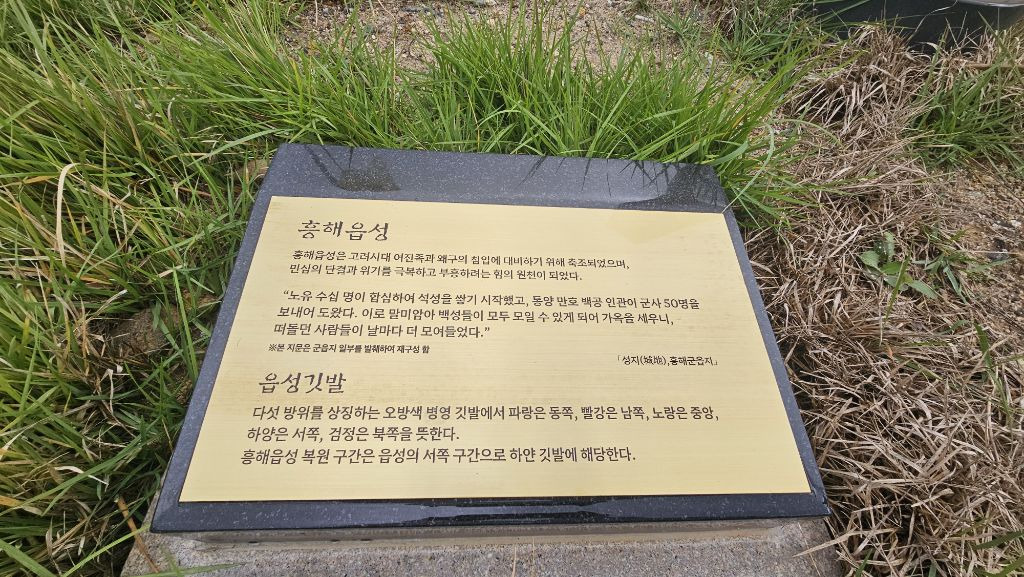 흥해읍성
흥해읍성은 고려시대 여진족과 왜구의 침입에 대비하기 위해 축조되었으며,
민심의 단결과 위기를 극복하고 부흥하려는 힘의 원천이 되었다.
“노유 수십 명이 합심하여 석성을 쌓기 시작했고, 동양 만호 백공 인관이 군사 50명을
보내어 도왔다. 이로 말미암아 백성들이 모두 모일 수 있게 되어 가옥을 세우니,
떠돌던 사람들이 날마다 더 모여들었다.”
※본 지문은 군읍지 일부를 발췌하여 재구성 함
「성지(城地),흥해군읍지」
읍성깃발
다섯 방위를 상징하는 오방색 병영 깃발에서 파랑은 동쪽, 빨강은 남쪽, 노랑은 중앙,
하양은 서쪽, 검정은 북쪽을 뜻한다.
흥해읍성 복원 구간은 읍성의 서쪽 구간으로 하얀 깃발에 해당한다.